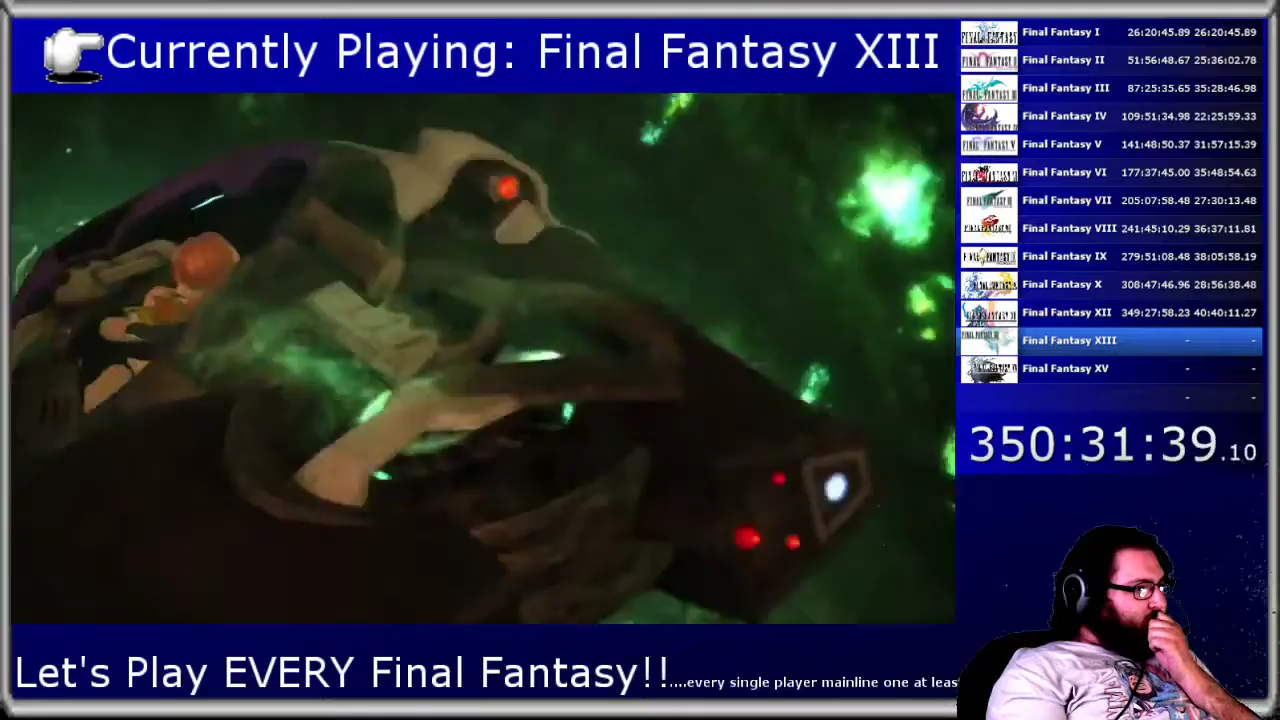 Currently Playing: Final Fantasy XIII
Final Fantasy I 26:20:45.89 26:20:45.89
Final Fantasy II 51:56:48.67 25:36:02.78
Final Fantasy III 87:25:35.65 35:28:46.98
Final Fantasy IV 109:51:34.98 22:25:59.33
Final Fantasy V 141:48:50.37 31:57:15.39
Final Fantasy VI 177:37:45.00 35:48:54.63
Final Fantasy VII 205:07:58.48 27:30:13.48
Final Fantasy VIII 241:45:10.29 36:37:11.81
Final Fantasy IX 279:51:08.48 38:05:58.19
Final Fantasy X 308:47:46.96 28:56:38.48
Final Fantasy XII 349:27:58.23 40:40:11.27
Final Fantasy XIII - -
Final Fantasy XV - -
- -
350:31:39.10
Let's Play EVERY Final Fantasy!!....every single player mainline one at leas